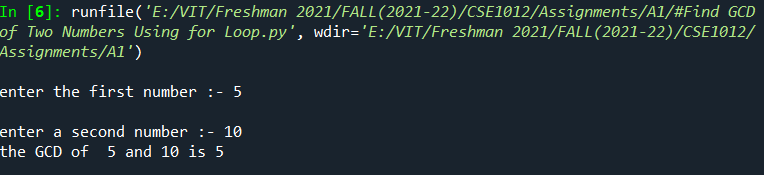 In [6]: runfile('E:/VIT/Freshman 2021/FALL(2021-22)/CSE1012/Assignments/A1/#Find GCD
of Two Numbers Using for Loop.py', wdir='E:/VIT/Freshman 2021/FALL(2021-22)/CSE1012/
Assignments/A1')
enter the first number :- 5
enter a second number :- 10
the GCD of  5 and 10 is 5